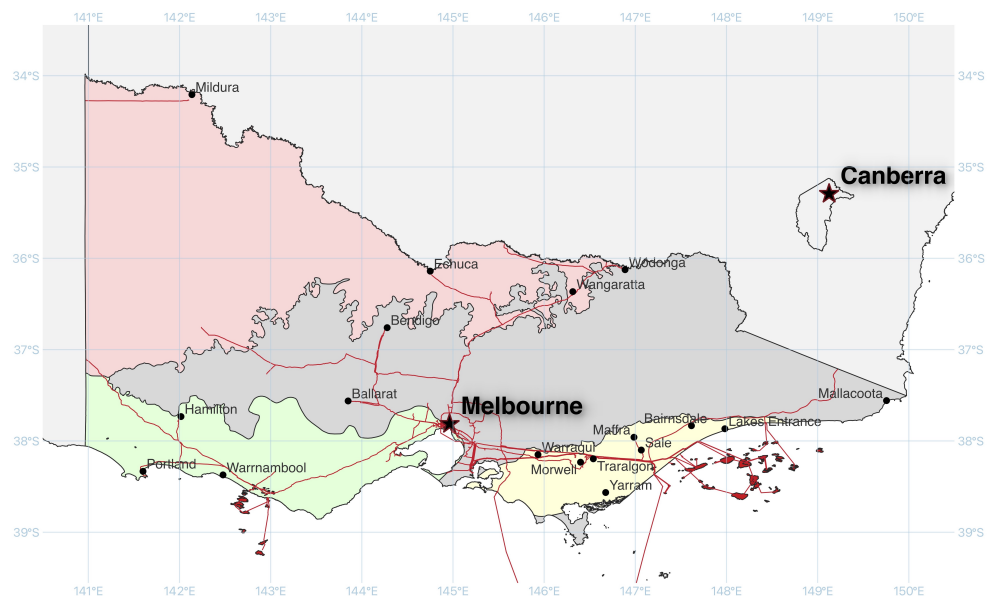 141°E 142°E 143°E 144°E 145°E 146°E 147°E 148°E 149°E 150°E
34°S 34°S
Mildura
35°S 35°S
Canberra
36°S 36°S
Echuca
Wodonga
Wangaratta
Bendigo
37°S 37°S
Ballarat
Mallacoota
Melbourne
Hamilton
Bairnsdale
Lakes Entrance
Mafra
38°S 38°S
Sale
Warragul
Portland
Warrnambool
Morwell
Traralgon
Yarram
39°S 39°S
141°E 142°E 143°E 144°E 145°E 146°E 147°E 148°E 149°E 150°E